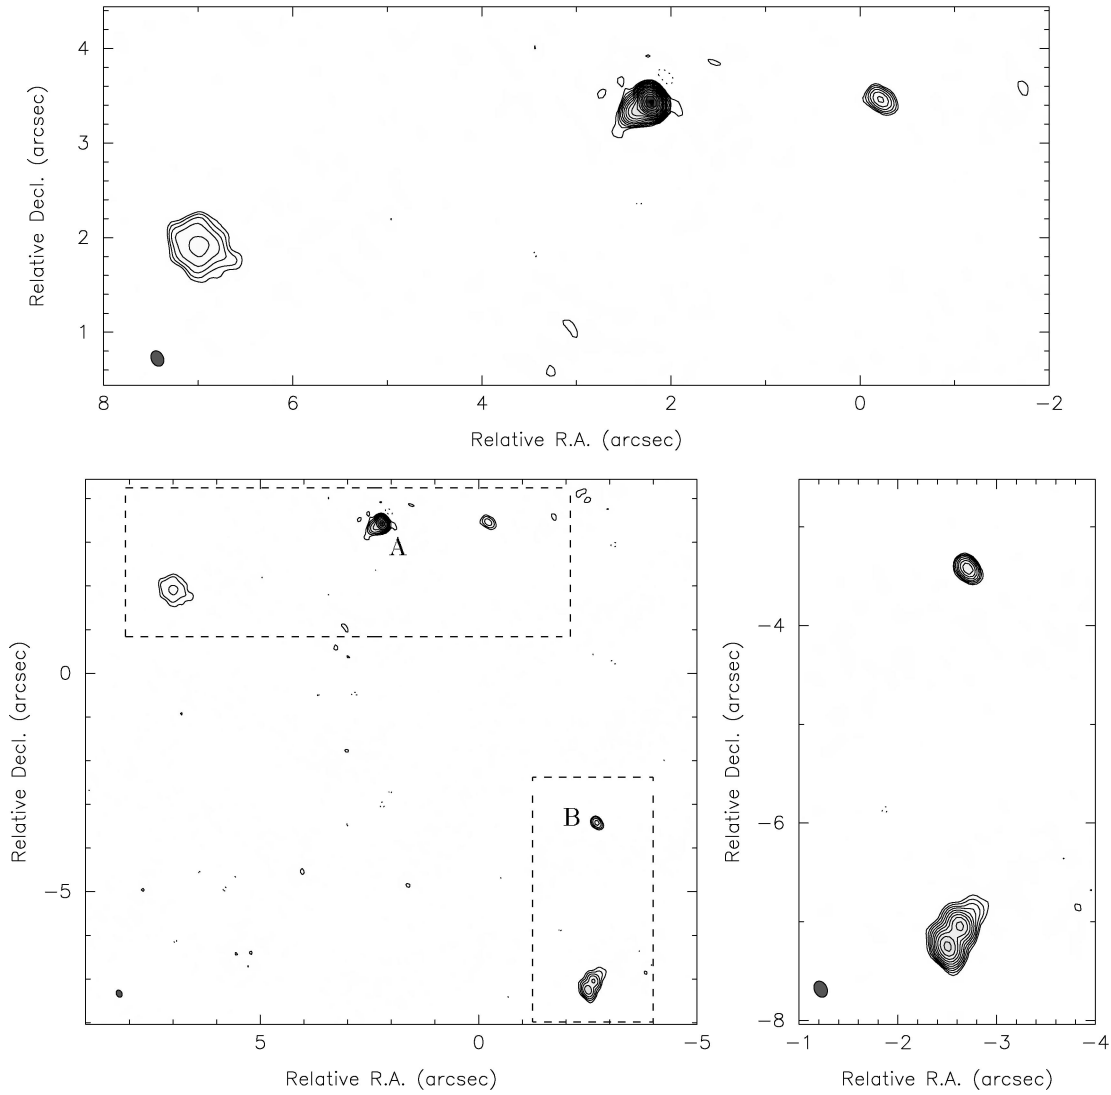 4
3
2
1
Relative Decl. (arcsec)
8 6 4 2 0 −2
Relative R.A. (arcsec)
A
B
0
−5
Relative Decl. (arcsec)
5 0 −5
Relative R.A. (arcsec)
−4
−6
−8
Relative Decl. (arcsec)
−1 −2 −3 −4
Relative R.A. (arcsec)